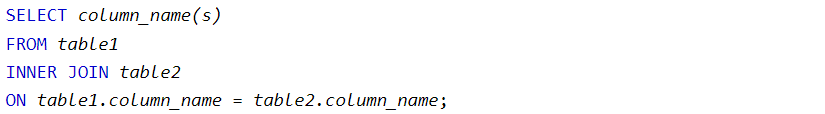 SELECT column_name(s)
FROM table1
INNER JOIN table2
ON table1.column_name = table2.column_name;